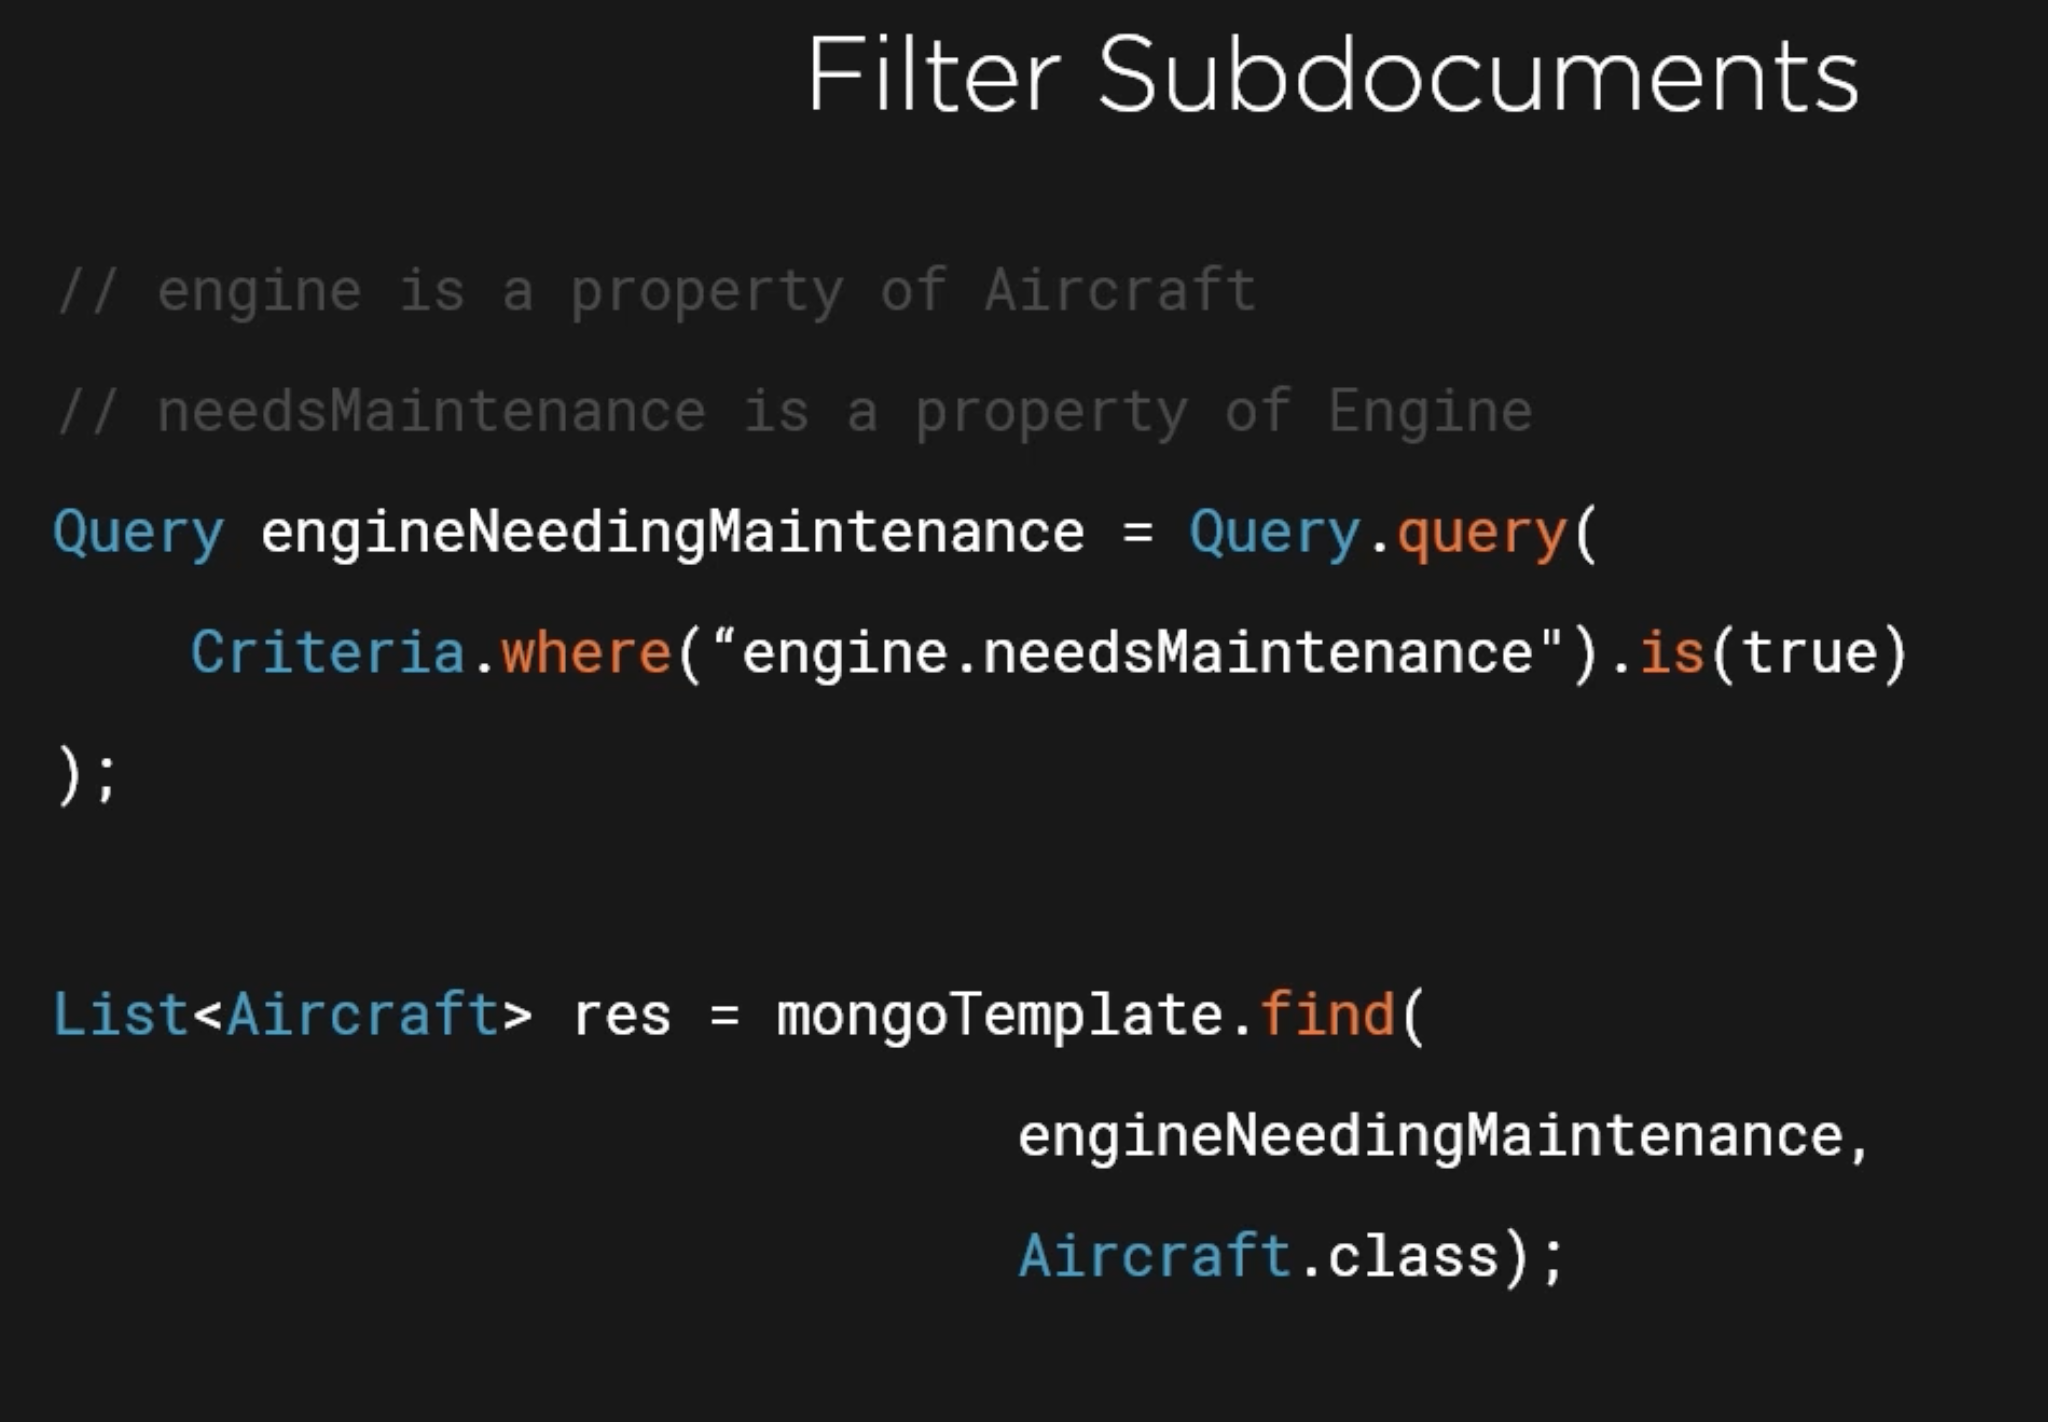 Filter Subdocuments
// engine is a property of Aircraft
// needsMaintenance is a property of Engine
Query engineNeedingMaintenance = Query.query(
Criteria.where(“engine.needsMaintenance").is(true)
);
List<Aircraft> res = mongoTemplate.find(
engineNeedingMaintenance,
Aircraft.class);